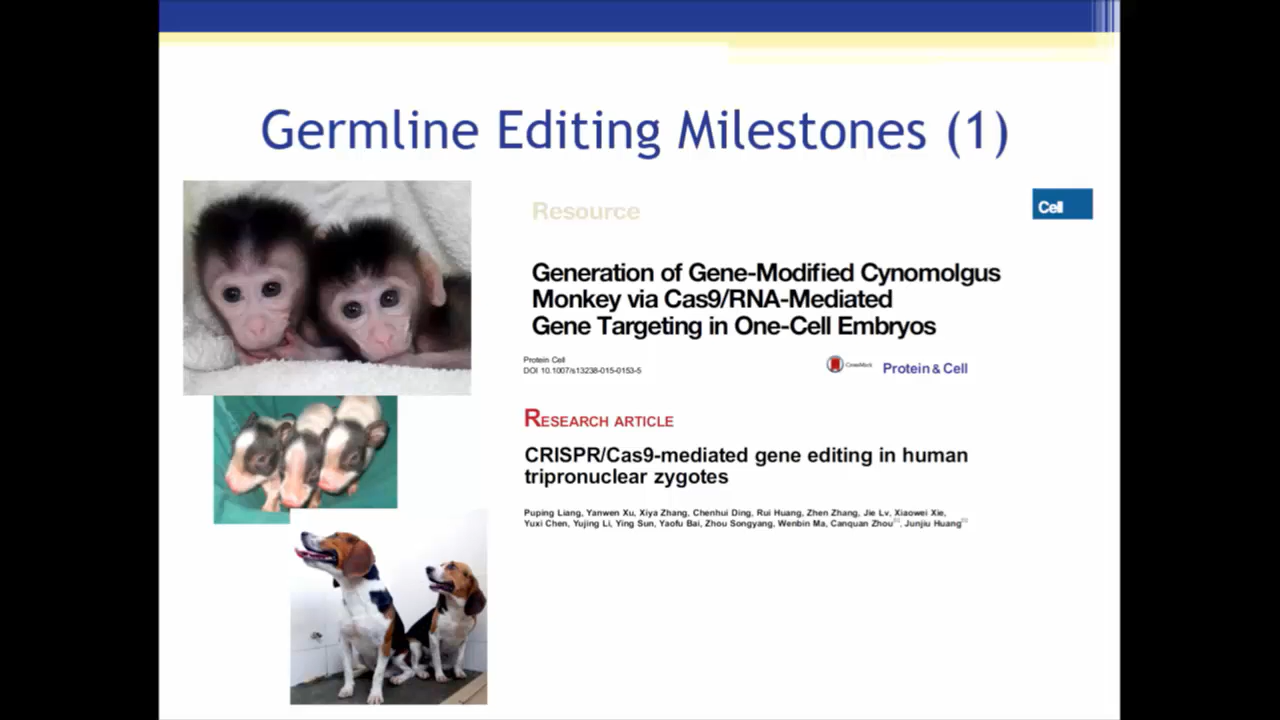 Germline Editing Milestones (1)
Resource
Cell
Generation of Gene-Modified Cynomolgus
Monkey via Cas9/RNA-Mediated
Gene Targeting in One-Cell Embryos
Protein Cell
DOI 10.1007/s13238-015-0153-5
CrossMark
Protein & Cell
RESEARCH ARTICLE
CRISPR/Cas9-mediated gene editing in human
tripronuclear zygotes
Puping Liang, Yanwen Xu, Xiya Zhang, Chenhui Ding, Rui Huang, Zhen Zhang, Jie Lv, Xiaowei Xie,
Yuxi Chen, Yujing Li, Ying Sun, Yaofu Bai, Zhou Songyang, Wenbin Ma, Canquan Zhou, Junjiu Huang